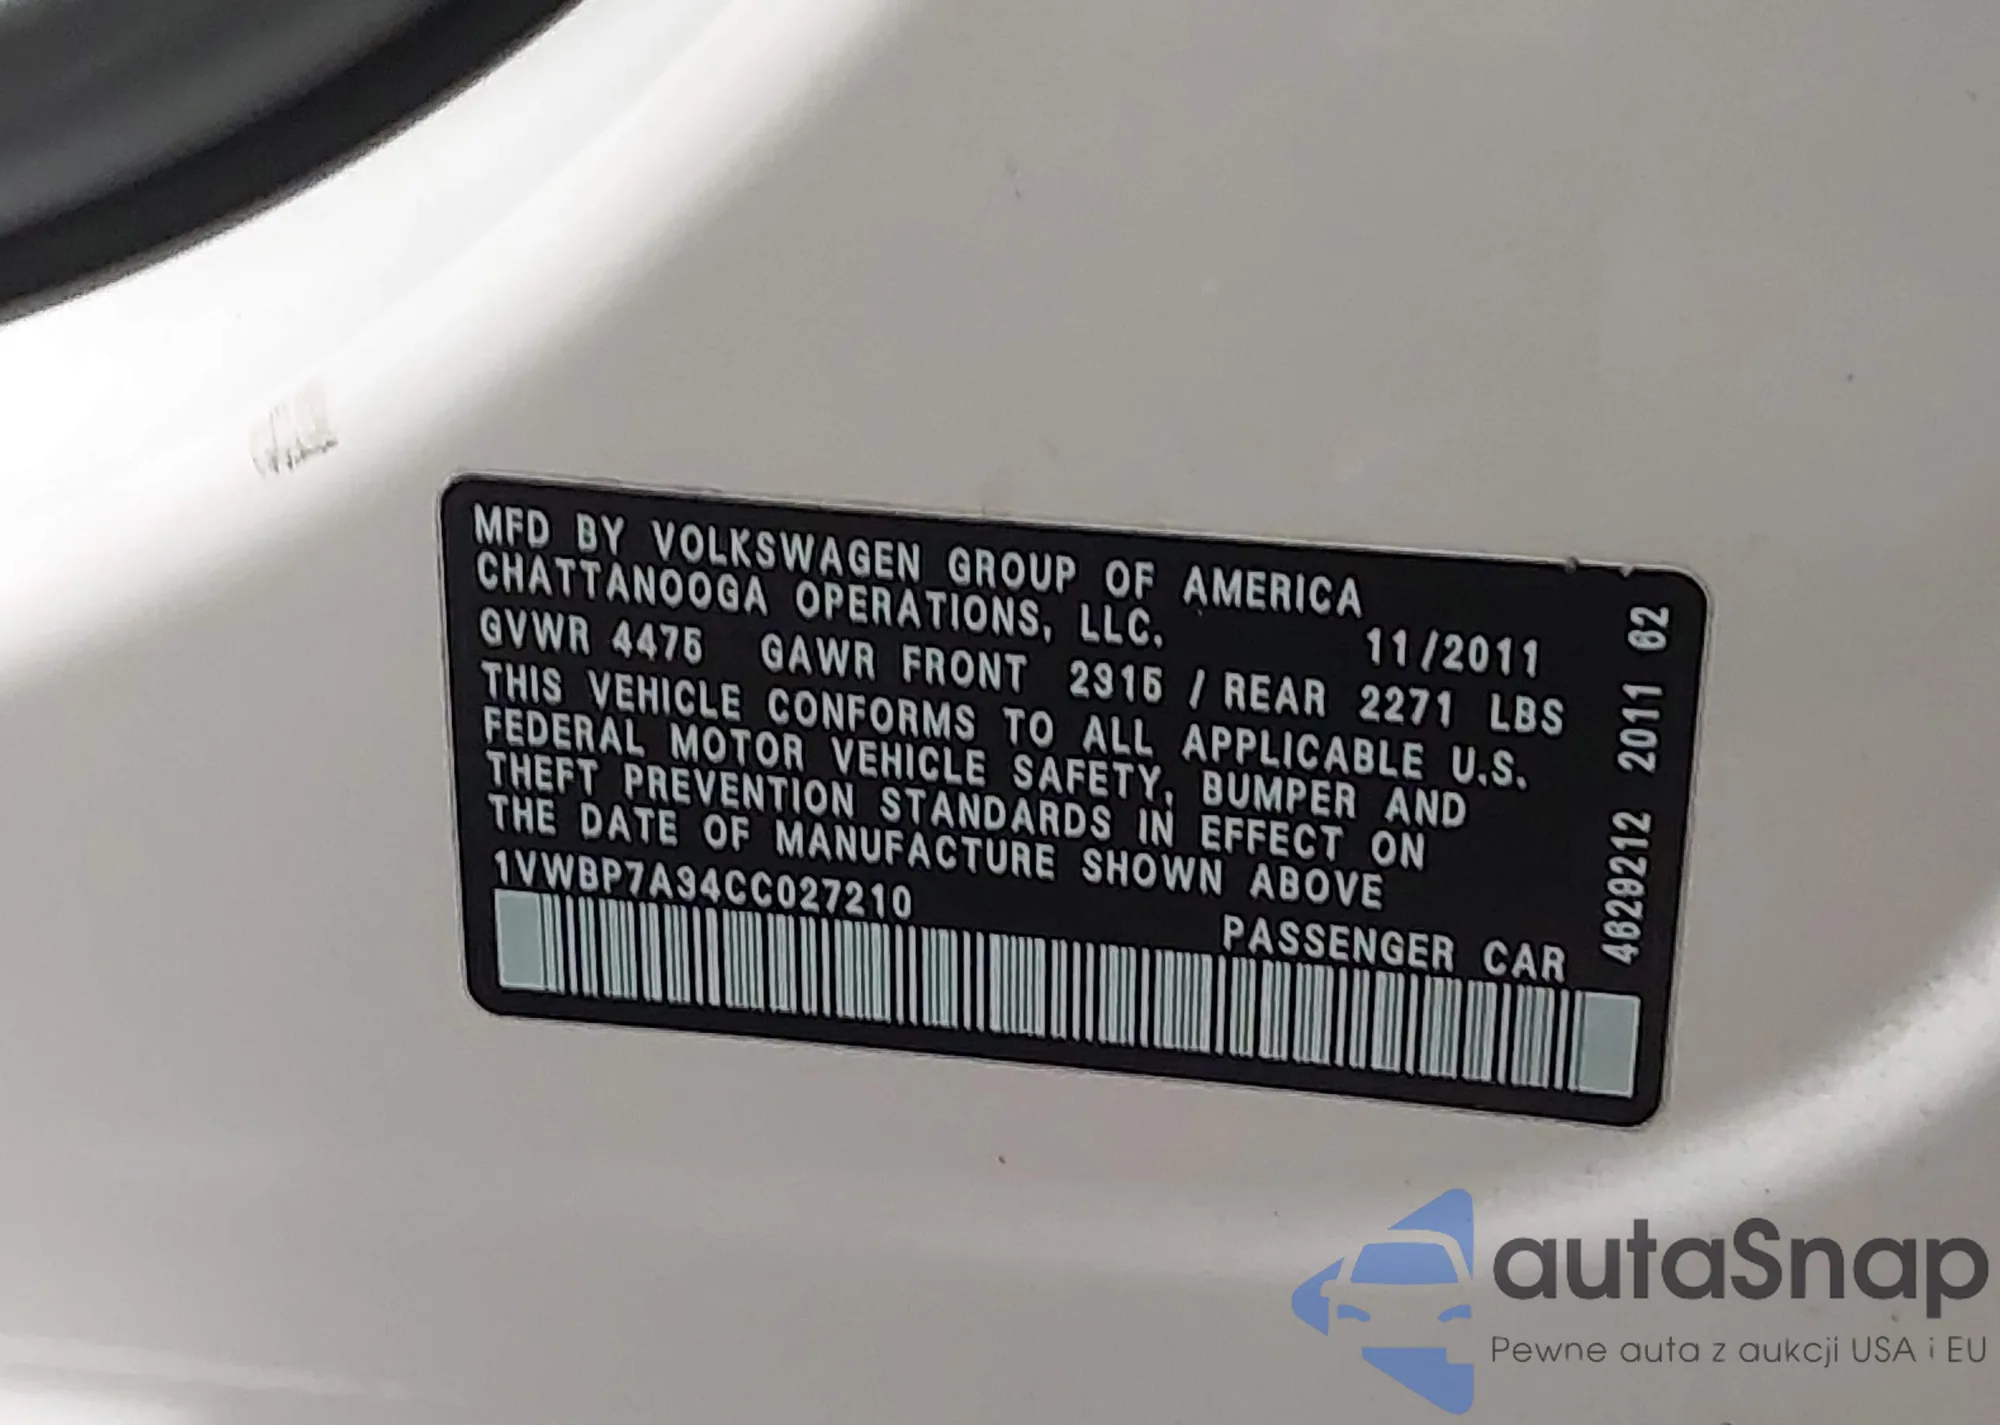 MFD BY VOLKSWAGEN GROUP OF AMERICA
CHATTANOOGA OPERATIONS, LLC.
11/2011
GVWR 4475 GAWR FRONT 2315 / REAR 2271 LBS
THIS VEHICLE CONFORMS TO ALL APPLICABLE U.S.
FEDERAL MOTOR VEHICLE SAFETY, BUMPER AND
THEFT PREVENTION STANDARDS IN EFFECT ON
THE DATE OF MANUFACTURE SHOWN ABOVE
1VWBP7A34CC027210
PASSENGER CAR
4620212 2011 02
autaSnap
Pewne auta z aukcji USA i EU